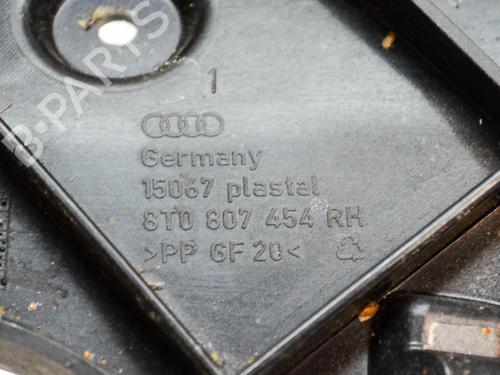 1
Germany
15067 plastal
8T0 807 454 RH
>PP GF 20<
B-PARTS